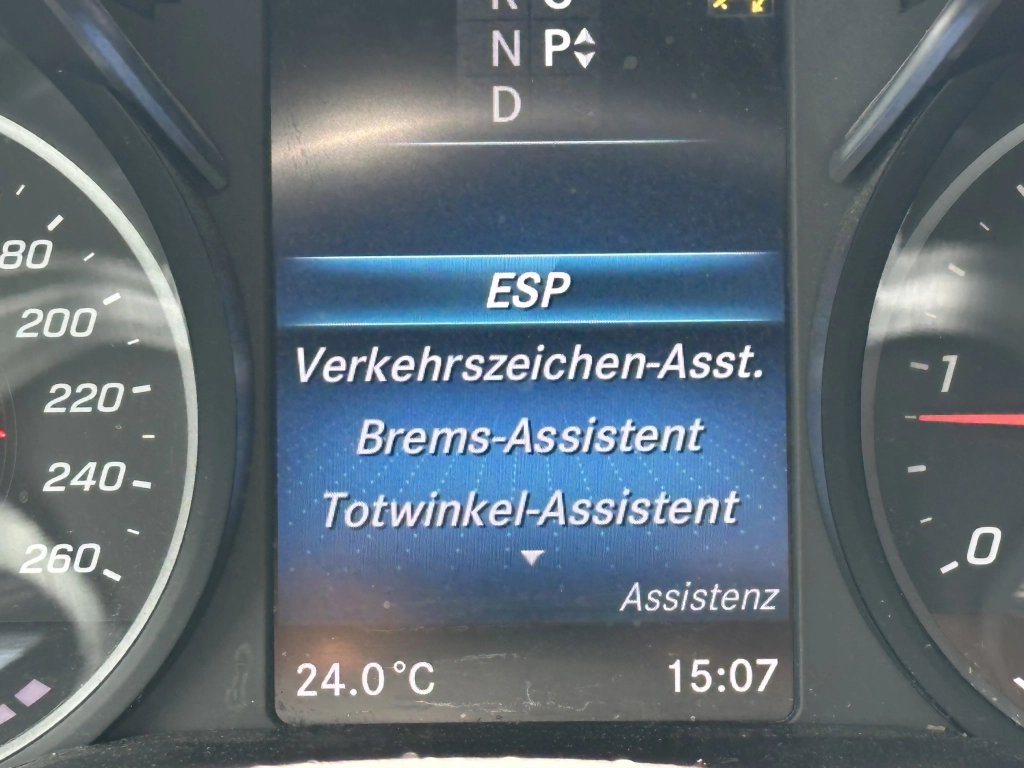 N P
D
ESP
Verkehrszeichen-Asst.
Brems-Assistent
Totwinkel-Assistent
Assistenz
24.0°C 15:07
80
200
220
240
260
1
0